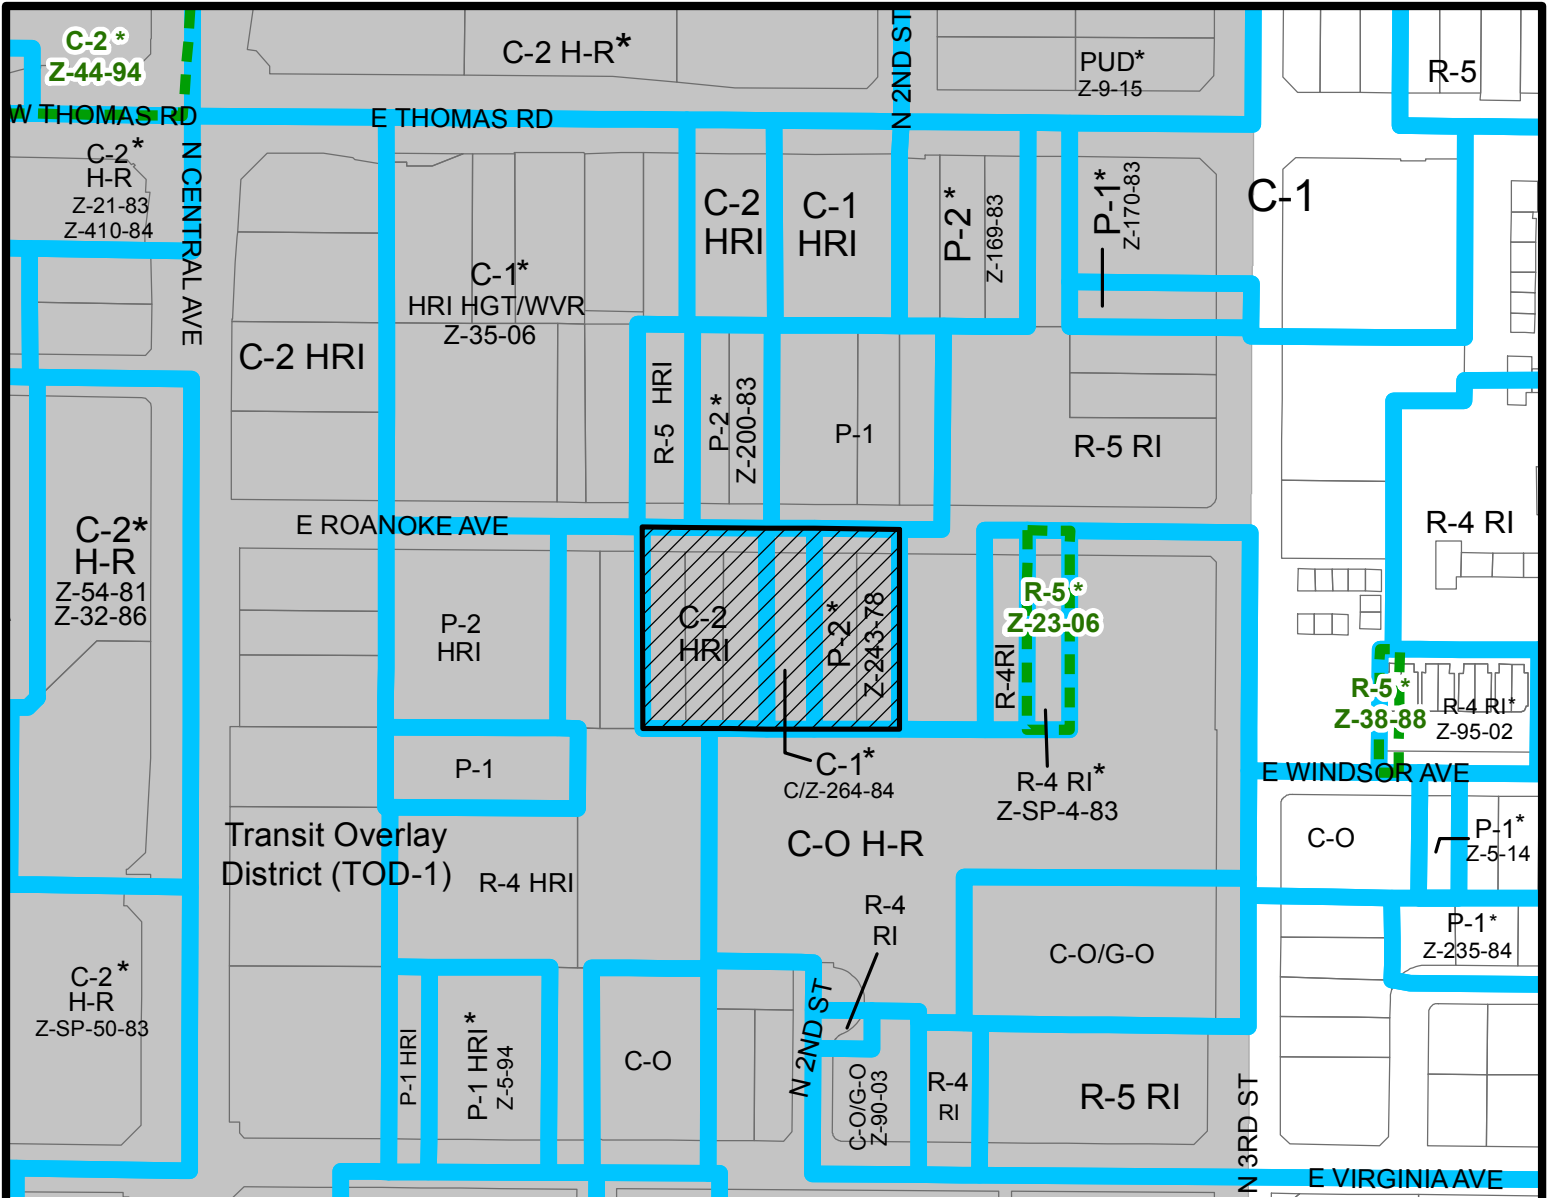 C-2 *
Z-44-94
C-2 H-R*
N 2ND ST
PUD*
Z-9-15
R-5
W THOMAS RD
E THOMAS RD
C-2*
H-R
Z-21-83
Z-410-84
N CENTRAL AVE
C-2
HRI
C-1
HRI
P-2*
Z-169-83
P-1*
Z-170-83
C-1
C-1*
HRI HGT/WVR
Z-35-06
C-2 HRI
R-5 HRI
P-2*
Z-200-83
P-1
R-5 RI
E ROANOKE AVE
C-2*
H-R
Z-54-81
Z-32-86
R-4 RI
P-2
HRI
C-2
HRI
P-2*
Z-243-78
R-4RI
R-5 *
Z-23-06
R-5 *
Z-38-88
R-4 RI*
Z-95-02
P-1
C-1*
C/Z-264-84
R-4 RI*
Z-SP-4-83
E WINDSOR AVE
Transit Overlay
District (TOD-1)
C-O H-R
C-O
P-1*
Z-5-14
R-4 HRI
R-4
RI
P-1*
Z-235-84
C-O/G-O
C-2*
H-R
Z-SP-50-83
P-1 HRI
P-1 HRI*
Z-5-94
C-O
N 2ND ST
C-O/G-O
Z-90-03
R-4
RI
R-5 RI
N 3RD ST
E VIRGINIA AVE